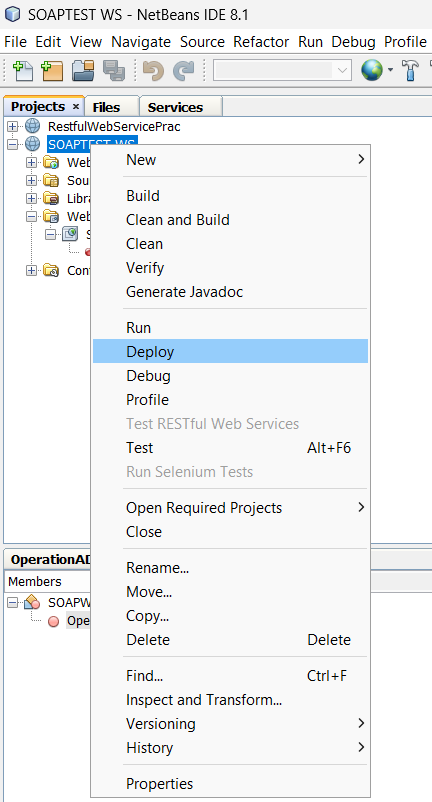 SOAPTEST WS - NetBeans IDE 8.1
File Edit View Navigate Source Refactor Run Debug Profile
Projects × Files Services
RestfulWebServicePrac
SOAPTEST WS
Web
New
Sou
Build
Libra
Clean and Build
Web
Clean
S
Verify
Con
Generate Javadoc
Run
Deploy
Debug
Profile
Test RESTful Web Services
Test Alt+F6
Run Selenium Tests
Open Required Projects
Close
OperationAD
Rename...
Members
Move...
SOAPW
Copy...
Ope
Delete Delete
Find... Ctrl+F
Inspect and Transform...
Versioning
History
Properties